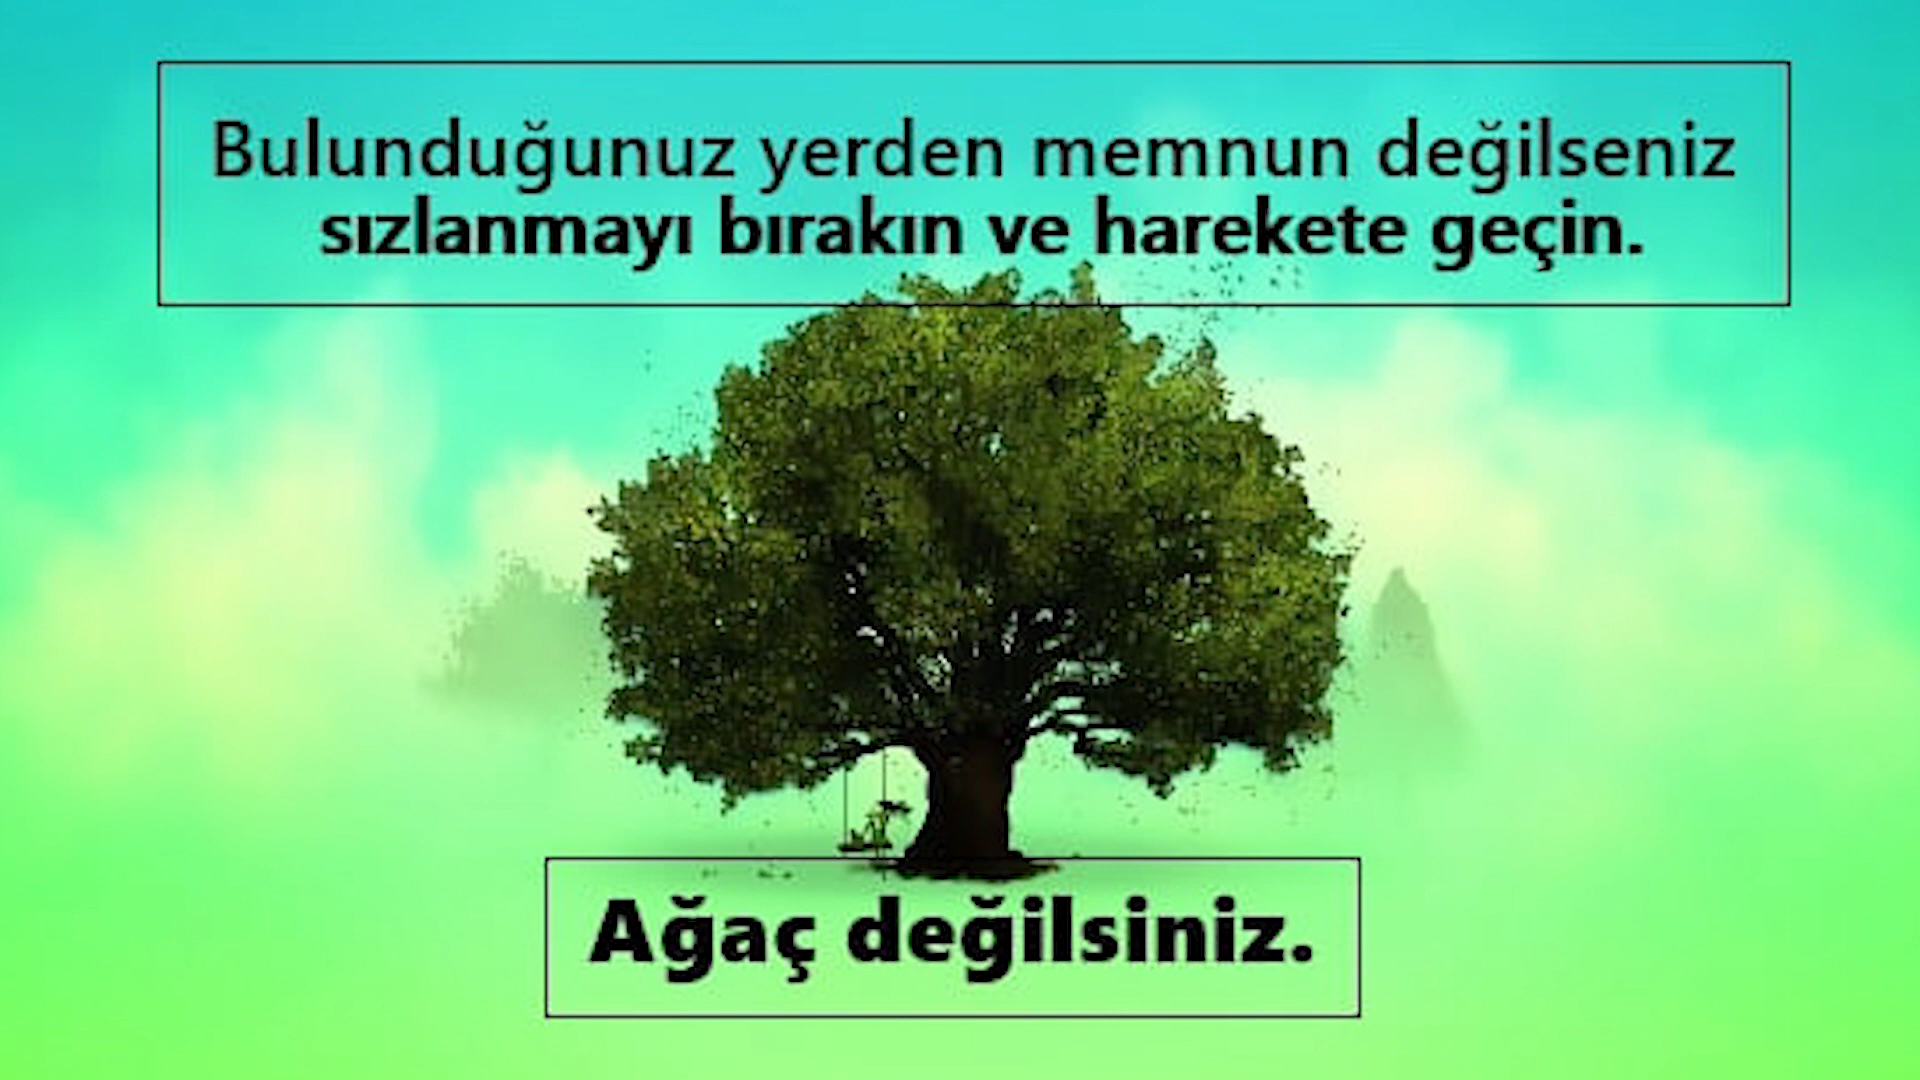 Bulunduğunuz yerden memnun değilseniz
sızlanmayı bırakın ve harekete geçin.
Ağaç değilsiniz.